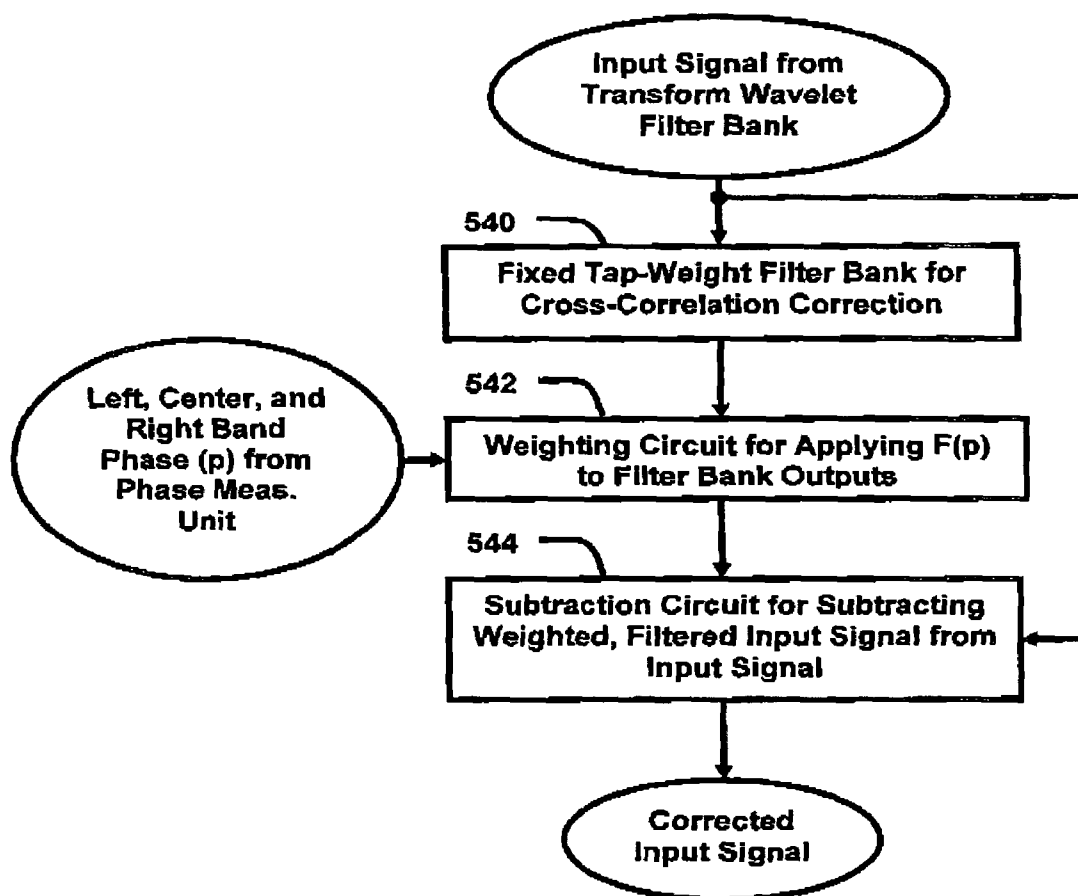 Input Signal from
Transform Wavelet
Filter Bank
540
Fixed Tap-Weight Filter Bank for
Cross-Correlation Correction
Left, Center, and
Right Band
Phase (p) from
Phase Meas.
Unit
542
Weighting Circuit for Applying F(p)
to Filter Bank Outputs
544
Subtraction Circuit for Subtracting
Weighted, Filtered Input Signal from
Input Signal
Corrected
Input Signal